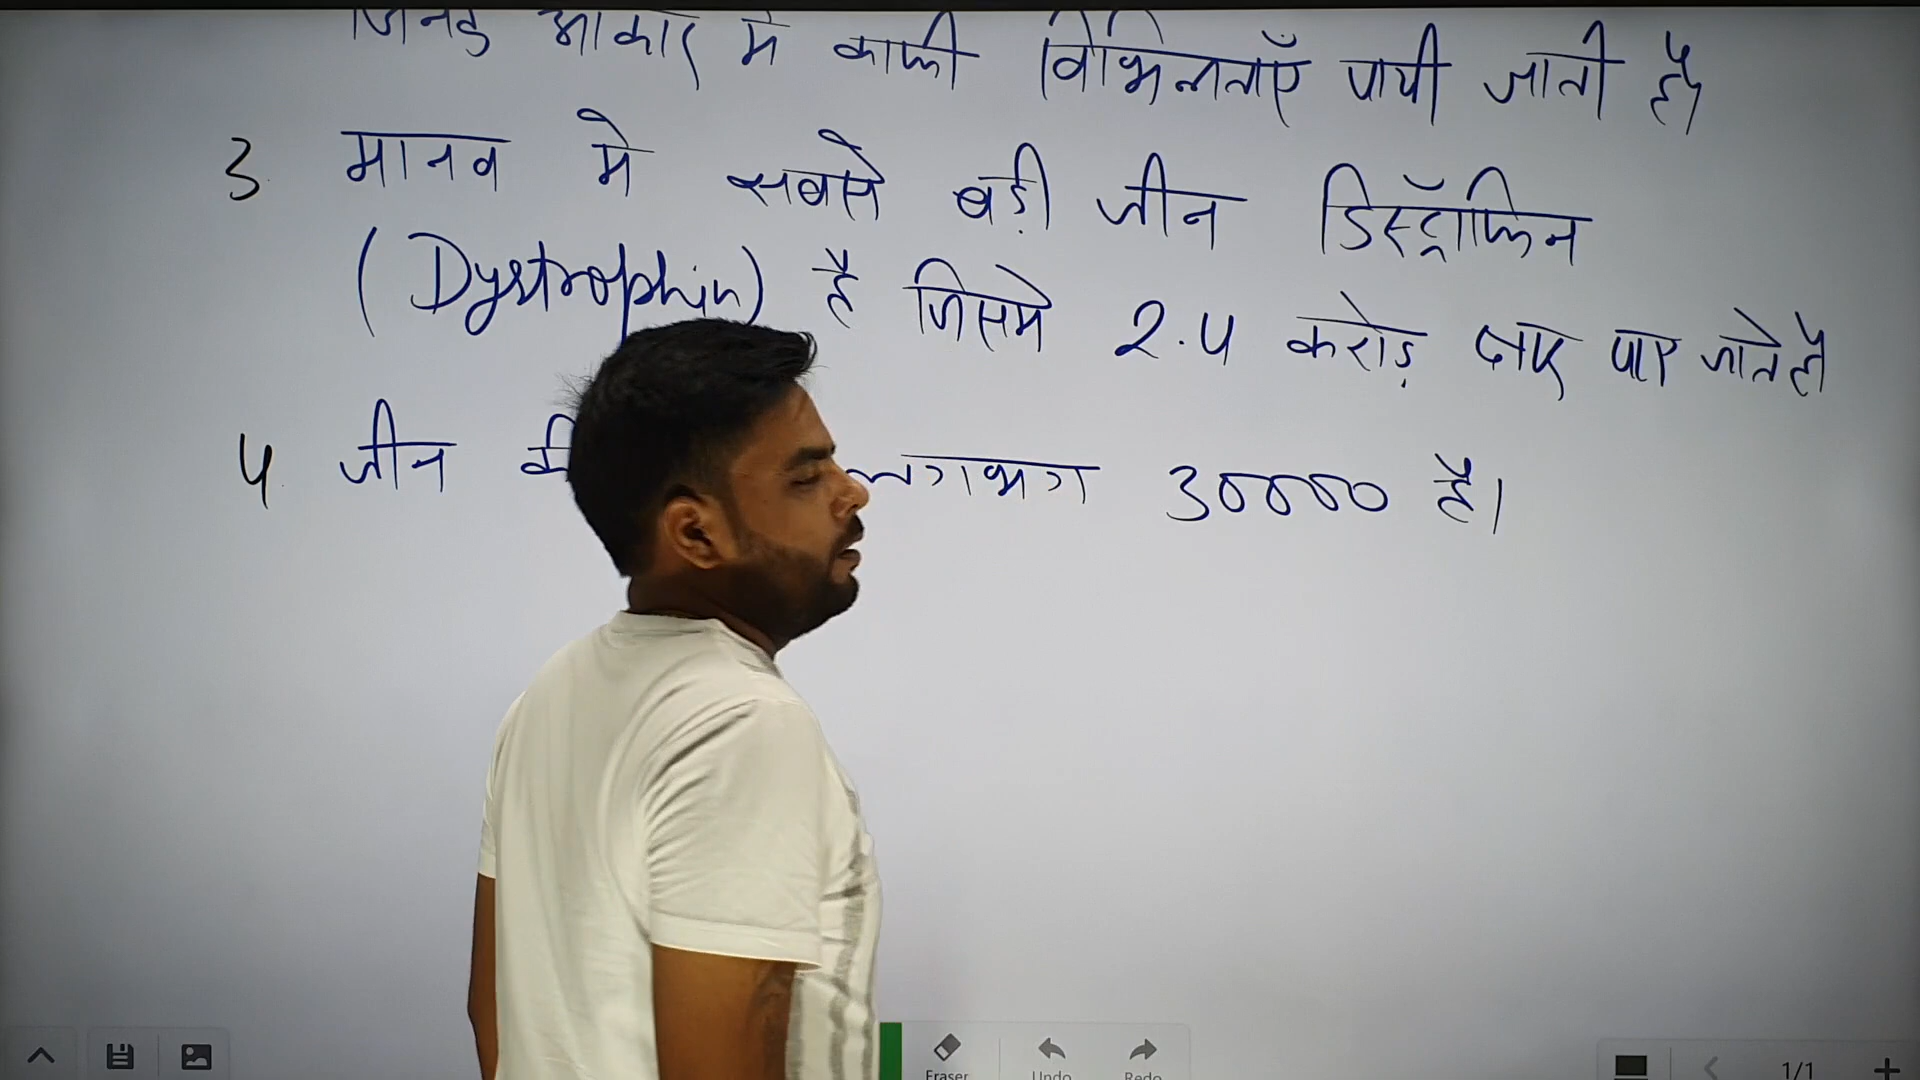 जिनके आकार में काफी विभिन्नताएँ पायी जाती है।
3. मानव मे सबसे बड़ी जीन डिस्ट्रॉफिन
(Dystrophin) है जिसमे 2.4 करोड़ क्षार पाए जाते है
4. जीन की लगभग 30000 है।
Eraser Undo Redo 1/1